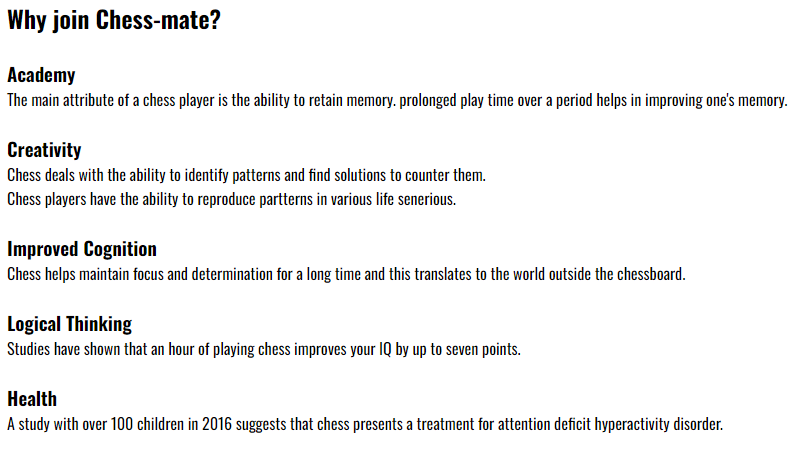 Why join Chess-mate?
Academy
The main attribute of a chess player is the ability to retain memory. prolonged play time over a period helps in improving one's memory.
Creativity
Chess deals with the ability to identify patterns and find solutions to counter them.
Chess players have the ability to reproduce partterns in various life senerious.
Improved Cognition
Chess helps maintain focus and determination for a long time and this translates to the world outside the chessboard.
Logical Thinking
Studies have shown that an hour of playing chess improves your IQ by up to seven points.
Health
A study with over 100 children in 2016 suggests that chess presents a treatment for attention deficit hyperactivity disorder.